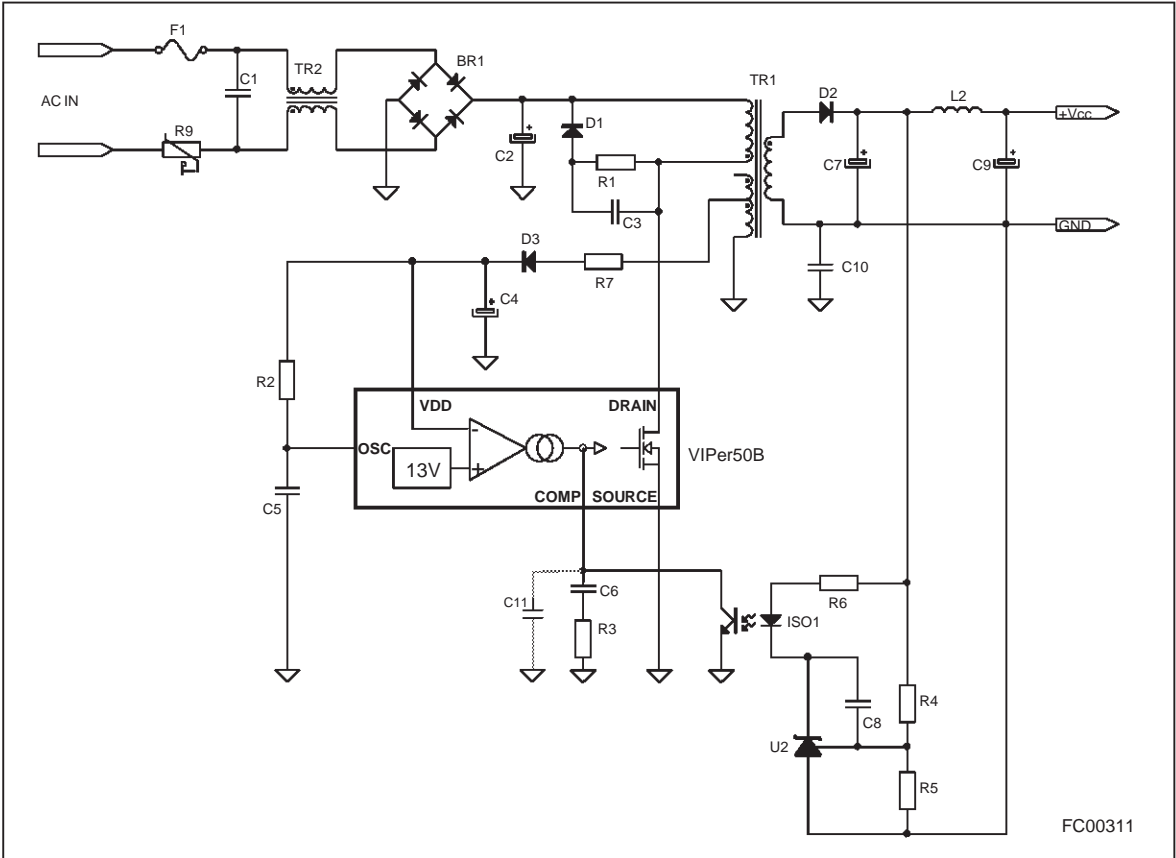 F1
BR1
TR2
C1
TR1
AC IN
D2
L2
+Vcc
D1
R9
C2
R1
C7
C9
C3
GND
D3
C10
R7
C4
R2
VDD
DRAIN
OSC
13V
VIPer50B
COMP
SOURCE
C5
C11
C6
R6
R3
ISO1
R4
C8
U2
R5
FC00311
-
+
+
+
+
+